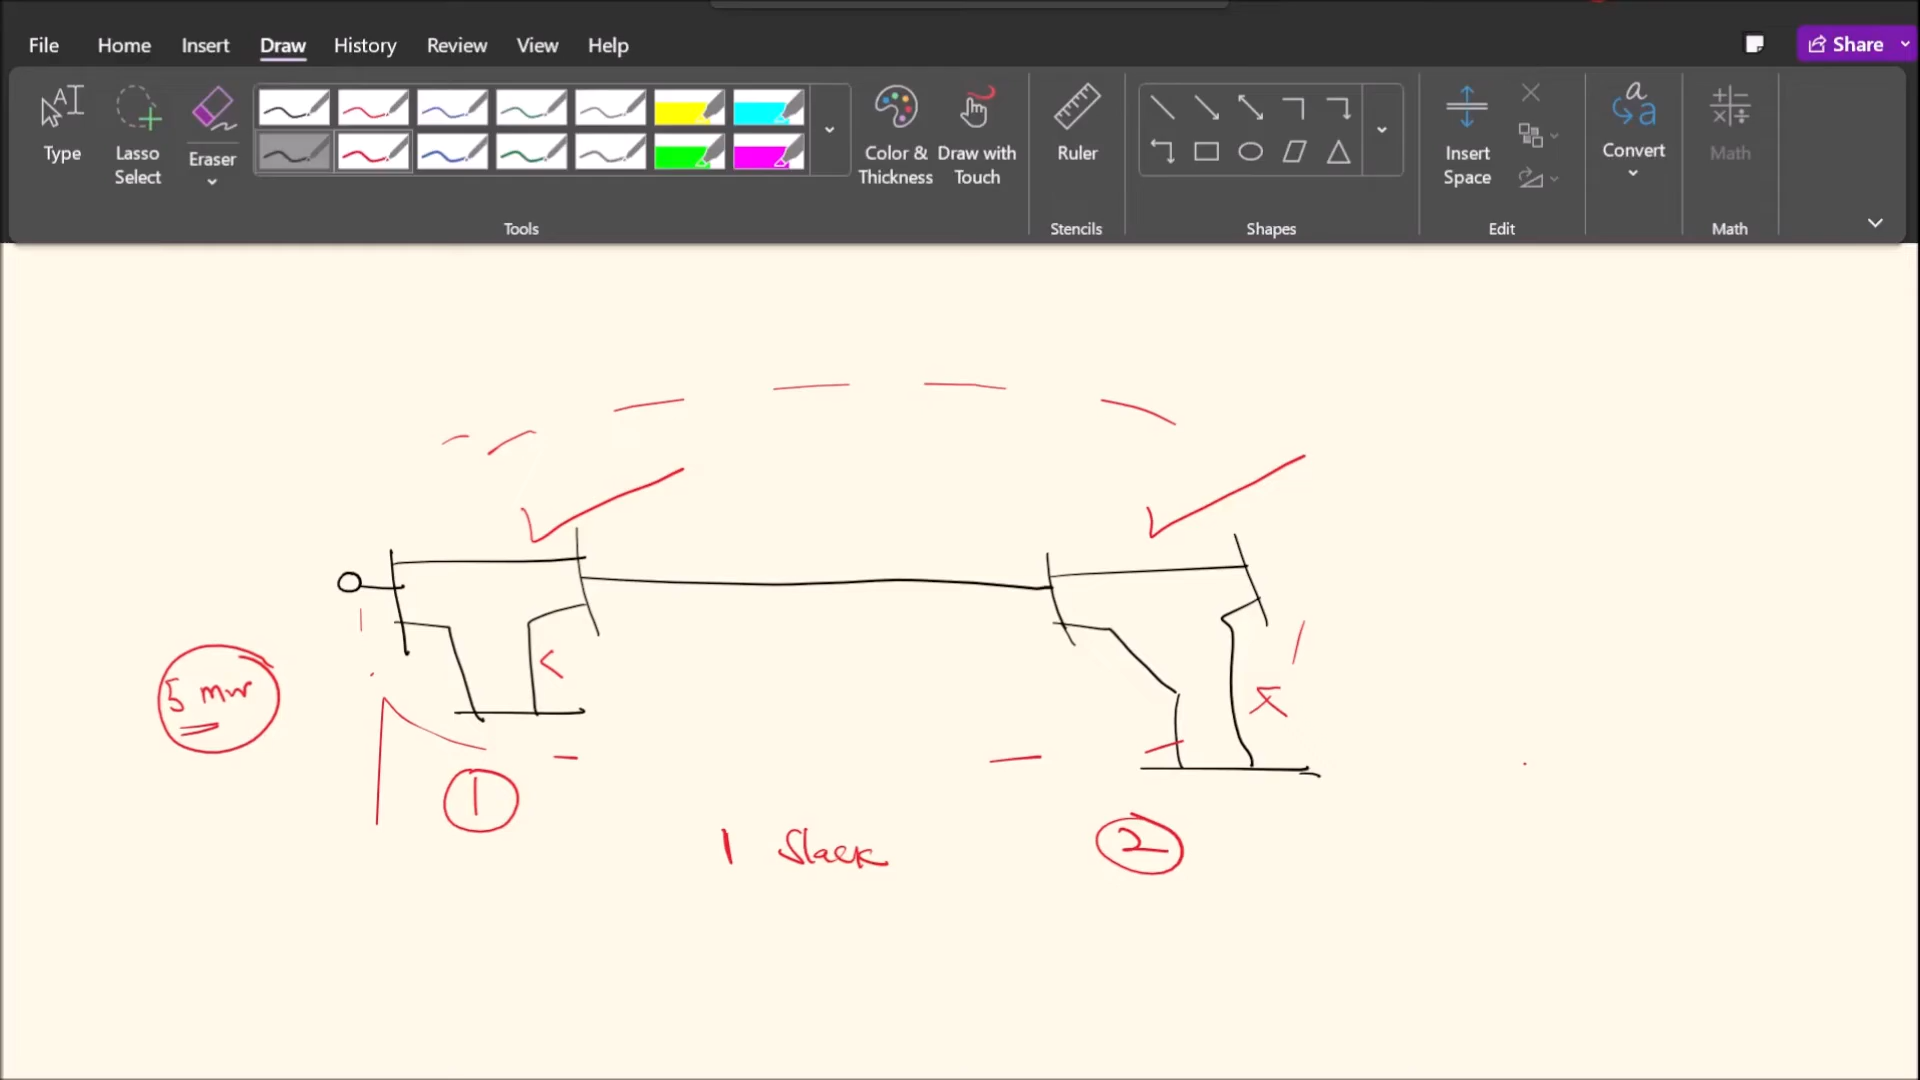 File Home Insert Draw History Review View Help Share
Type Lasso Select Eraser Color & Thickness Draw with Touch Ruler Insert Space Convert Math
Tools Stencils Shapes Edit Math
5 mw
1
1 Slack
2